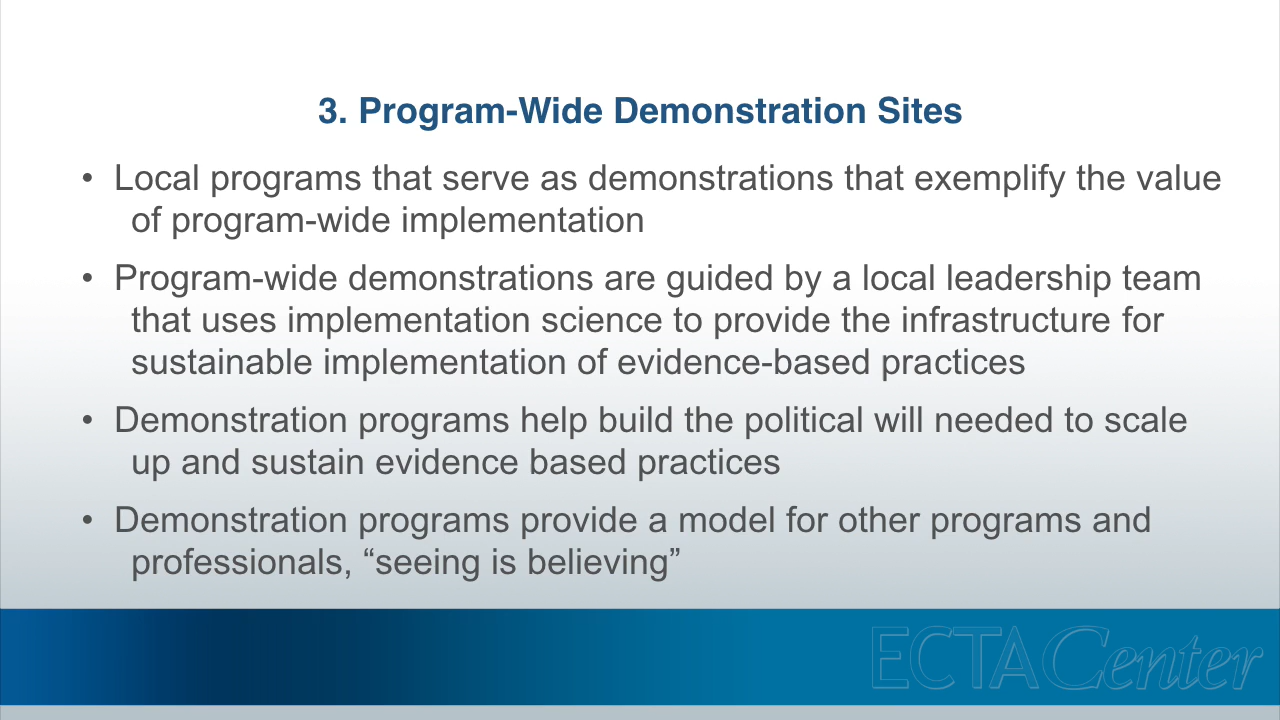 3. Program-Wide Demonstration Sites
• Local programs that serve as demonstrations that exemplify the value
of program-wide implementation
• Program-wide demonstrations are guided by a local leadership team
that uses implementation science to provide the infrastructure for
sustainable implementation of evidence-based practices
• Demonstration programs help build the political will needed to scale
up and sustain evidence based practices
• Demonstration programs provide a model for other programs and
professionals, “seeing is believing”
ECTACenter